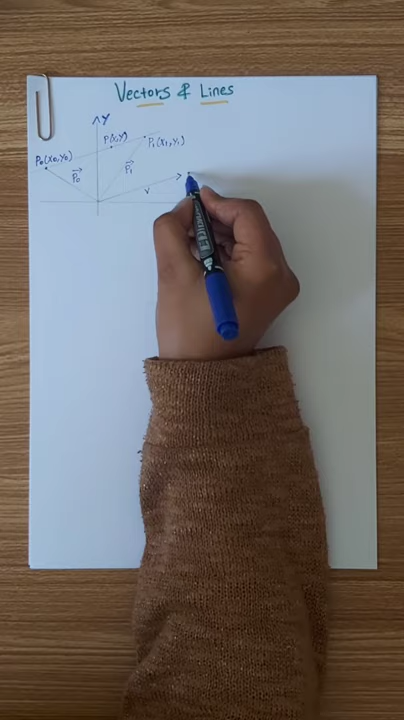 Vectors & Lines
Y
P(x,y)
P₁(x₁,y₁)
P₀(x₀,y₀)
P₀
P₁
v